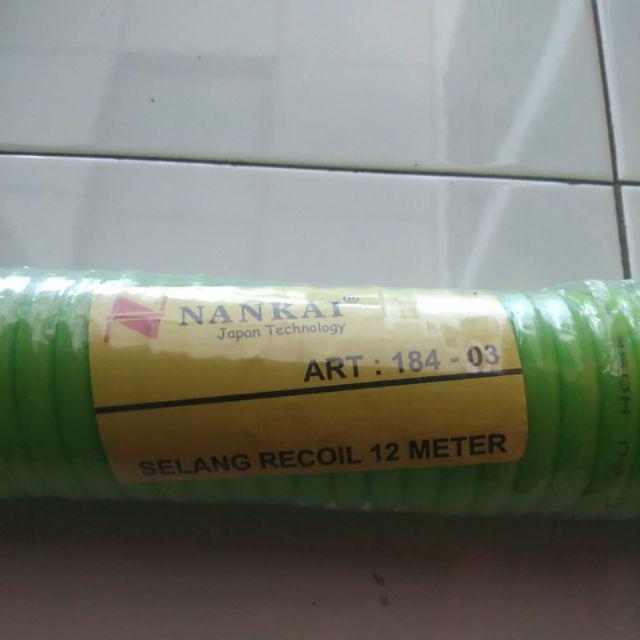 NANKAI®
Japan Technology
ART : 184 - 03
SELANG RECOIL 12 METER